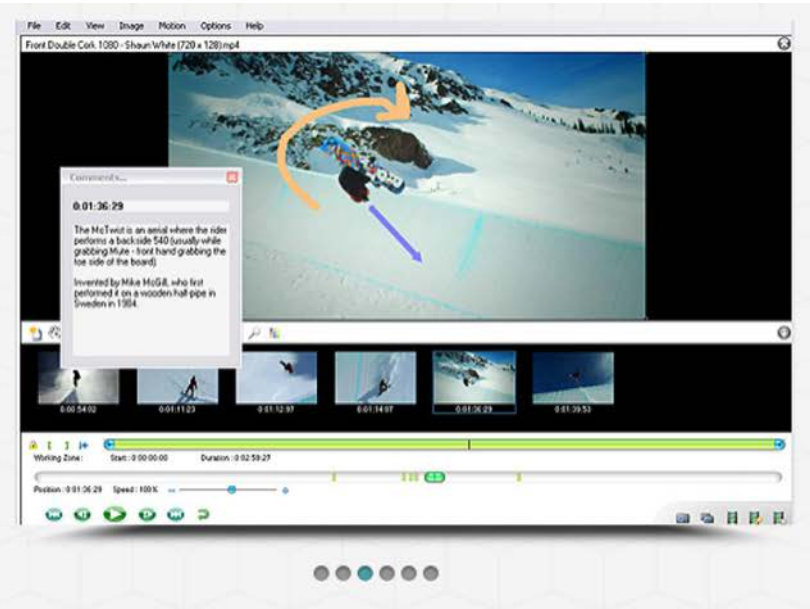 File Edit View Image Motion Options Help
Front Double Cork 1080 - Shaun White (720 x 128).mp4
Comments...
0:01:36:29
The McTwist is an aerial where the rider
performs a backside 540 (usually while
grabbing Mute - front hand grabbing the
toe side of the board).
Invented by Mike McGill, who first
performed it on a wooden half-pipe in
Sweden in 1984.
0:00:54:02 0:01:11:23 0:01:12:97 0:01:14:07 0:01:36:29 0:01:39:53
Working Zone : Start : 0:00:00:00 Duration : 0:02:59:27
Position : 0:01:36:29 Speed : 100%